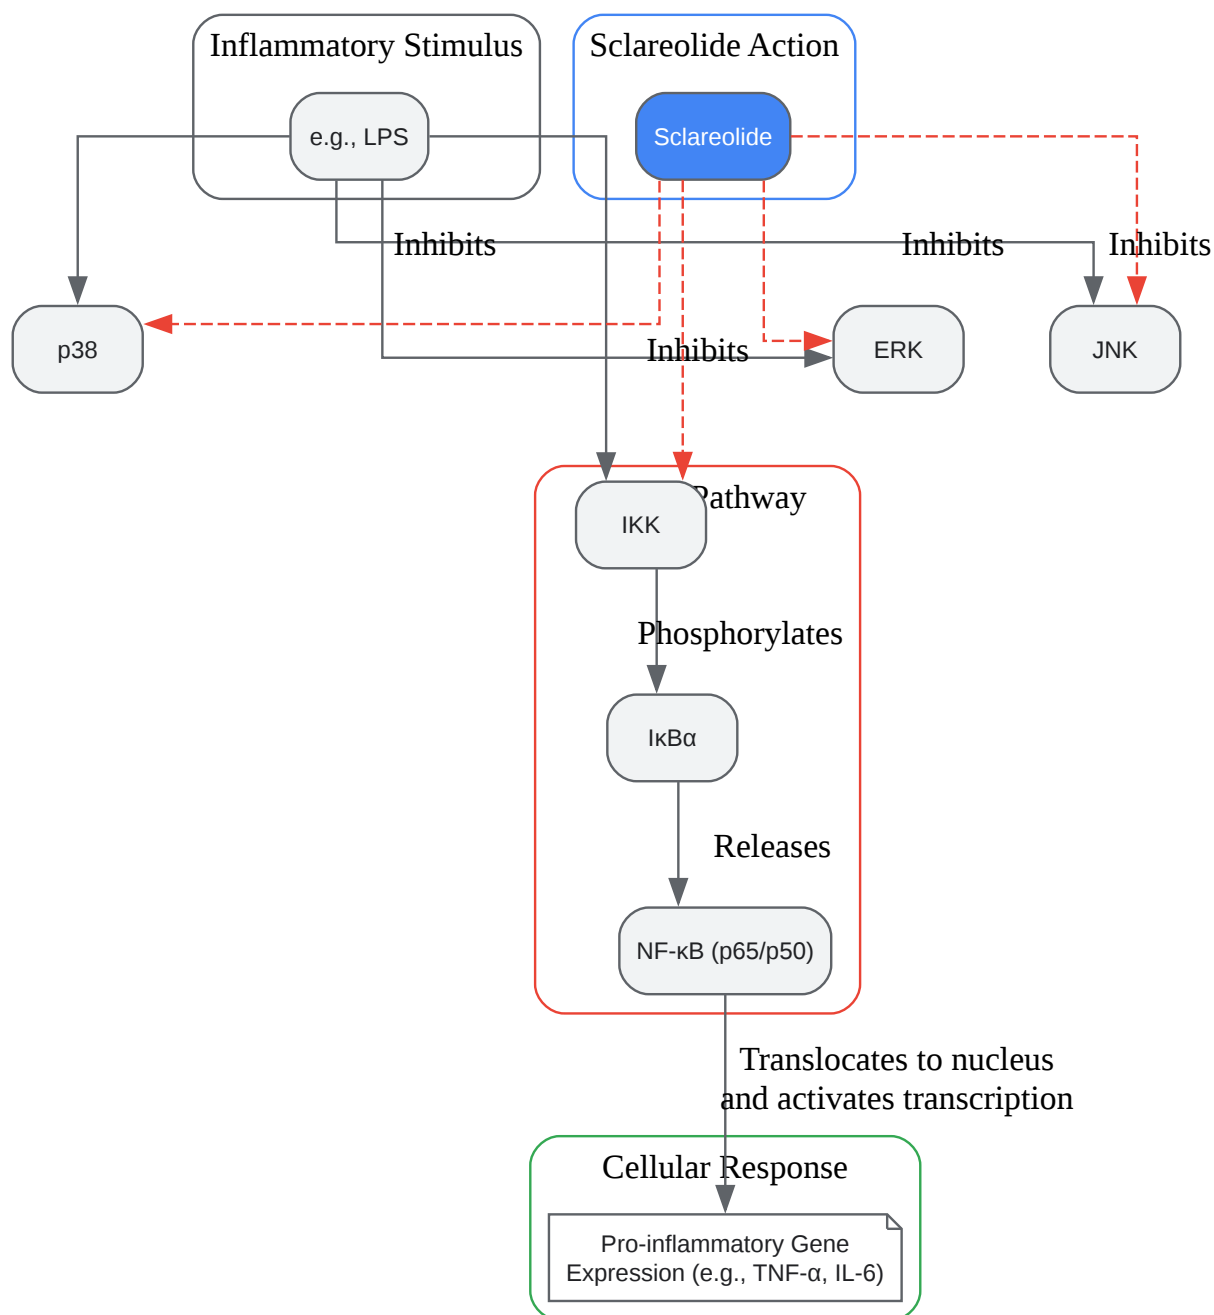 Inflammatory Stimulus
Sclareolide Action
e.g., LPS
Sclareolide
Inhibits
Inhibits
Inhibits
p38
Inhibits
ERK
JNK
Pathway
IKK
Phosphorylates
IκBα
Releases
NF-κB (p65/p50)
Translocates to nucleus
and activates transcription
Cellular Response
Pro-inflammatory Gene
Expression (e.g., TNF-α, IL-6)